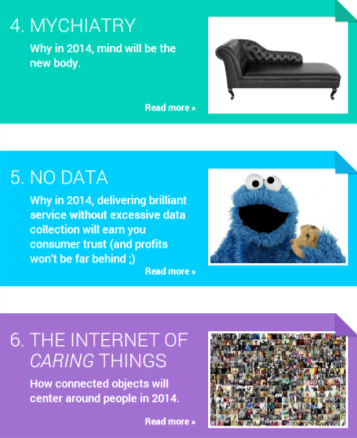 4. MYCHIATRY
Why in 2014, mind will be the
new body.
Read more »
5. NO DATA
Why in 2014, delivering brilliant
service without excessive data
collection will earn you
consumer trust (and profits
won't be far behind ;)
Read more »
6. THE INTERNET OF
CARING THINGS
How connected objects will
center around people in 2014.
Read more »